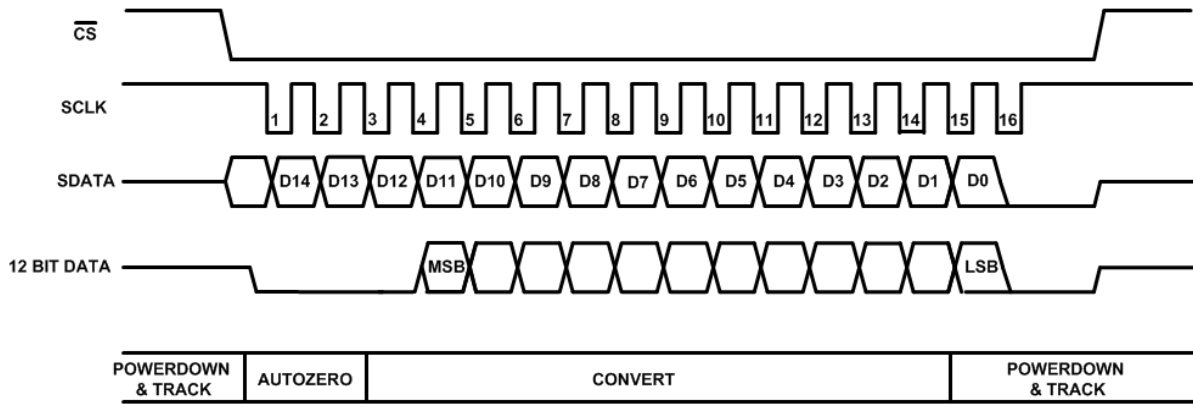 CS
SCLK
1 2 3 4 5 6 7 8 9 10 11 12 13 14 15 16
SDATA
D14 D13 D12 D11 D10 D9 D8 D7 D6 D5 D4 D3 D2 D1 D0
12 BIT DATA
MSB LSB
POWERDOWN
& TRACK
AUTOZERO
CONVERT
POWERDOWN
& TRACK